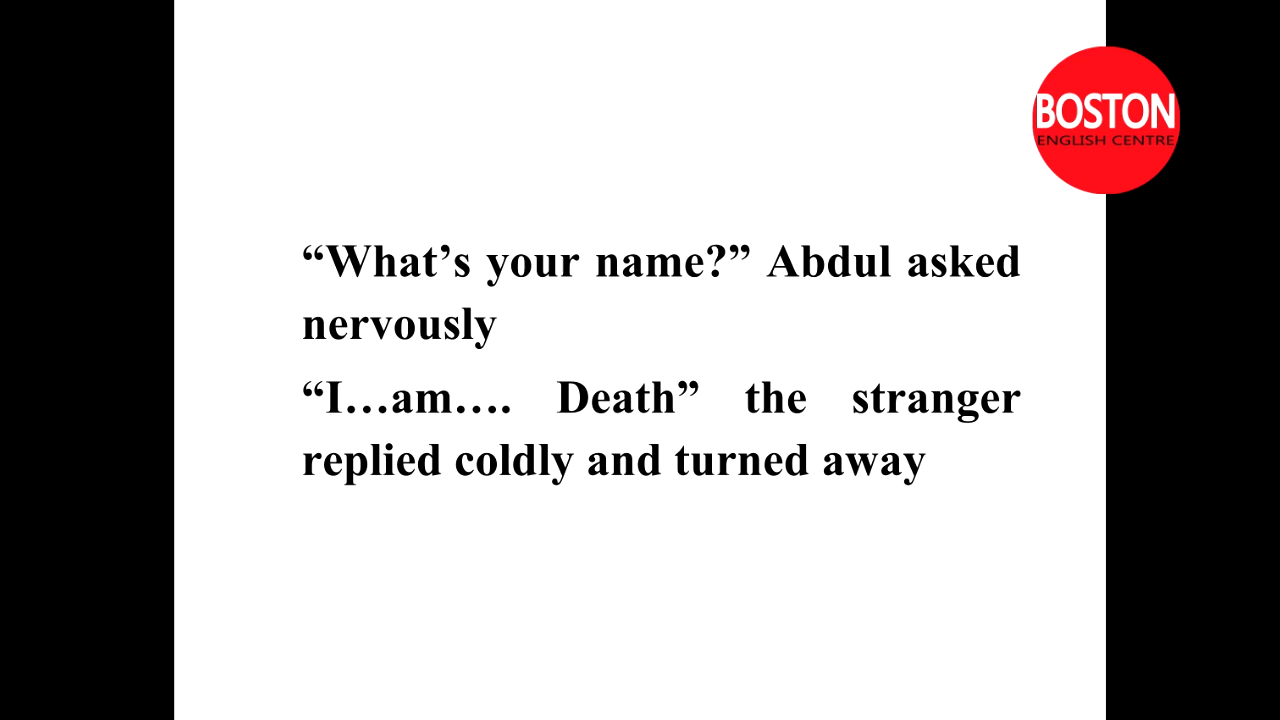 BOSTON
ENGLISH CENTRE
“What’s your name?” Abdul asked
nervously
“I…am…. Death” the stranger
replied coldly and turned away